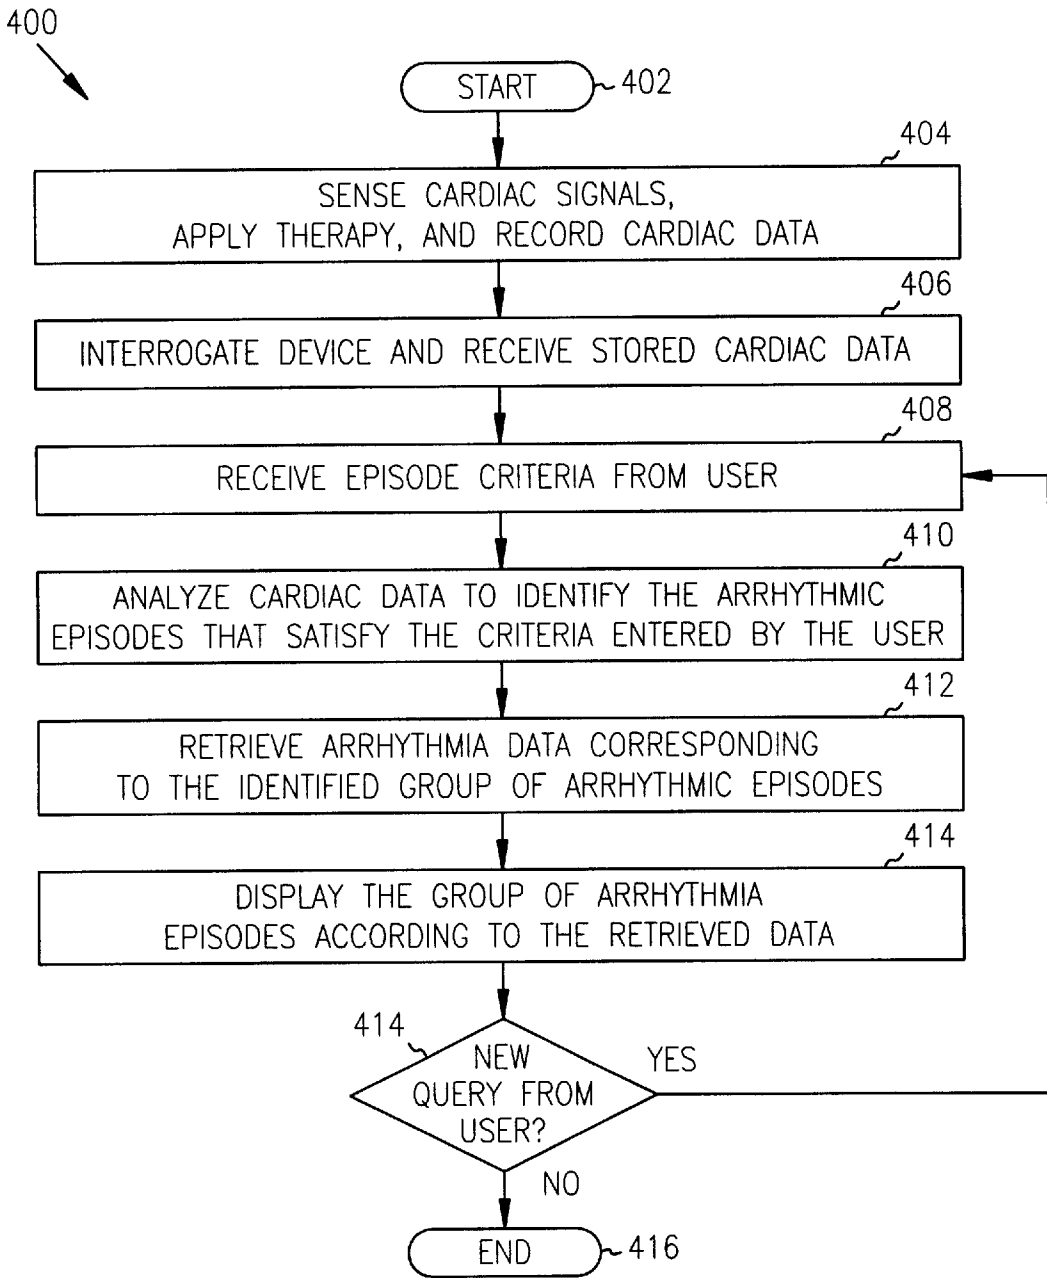 400
START
402
404
SENSE CARDIAC SIGNALS,
APPLY THERAPY, AND RECORD CARDIAC DATA
406
INTERROGATE DEVICE AND RECEIVE STORED CARDIAC DATA
408
RECEIVE EPISODE CRITERIA FROM USER
410
ANALYZE CARDIAC DATA TO IDENTIFY THE ARRHYTHMIC
EPISODES THAT SATISFY THE CRITERIA ENTERED BY THE USER
412
RETRIEVE ARRHYTHMIA DATA CORRESPONDING
TO THE IDENTIFIED GROUP OF ARRHYTHMIC EPISODES
414
DISPLAY THE GROUP OF ARRHYTHMIA
EPISODES ACCORDING TO THE RETRIEVED DATA
414
NEW
QUERY FROM
USER?
YES
NO
END
416